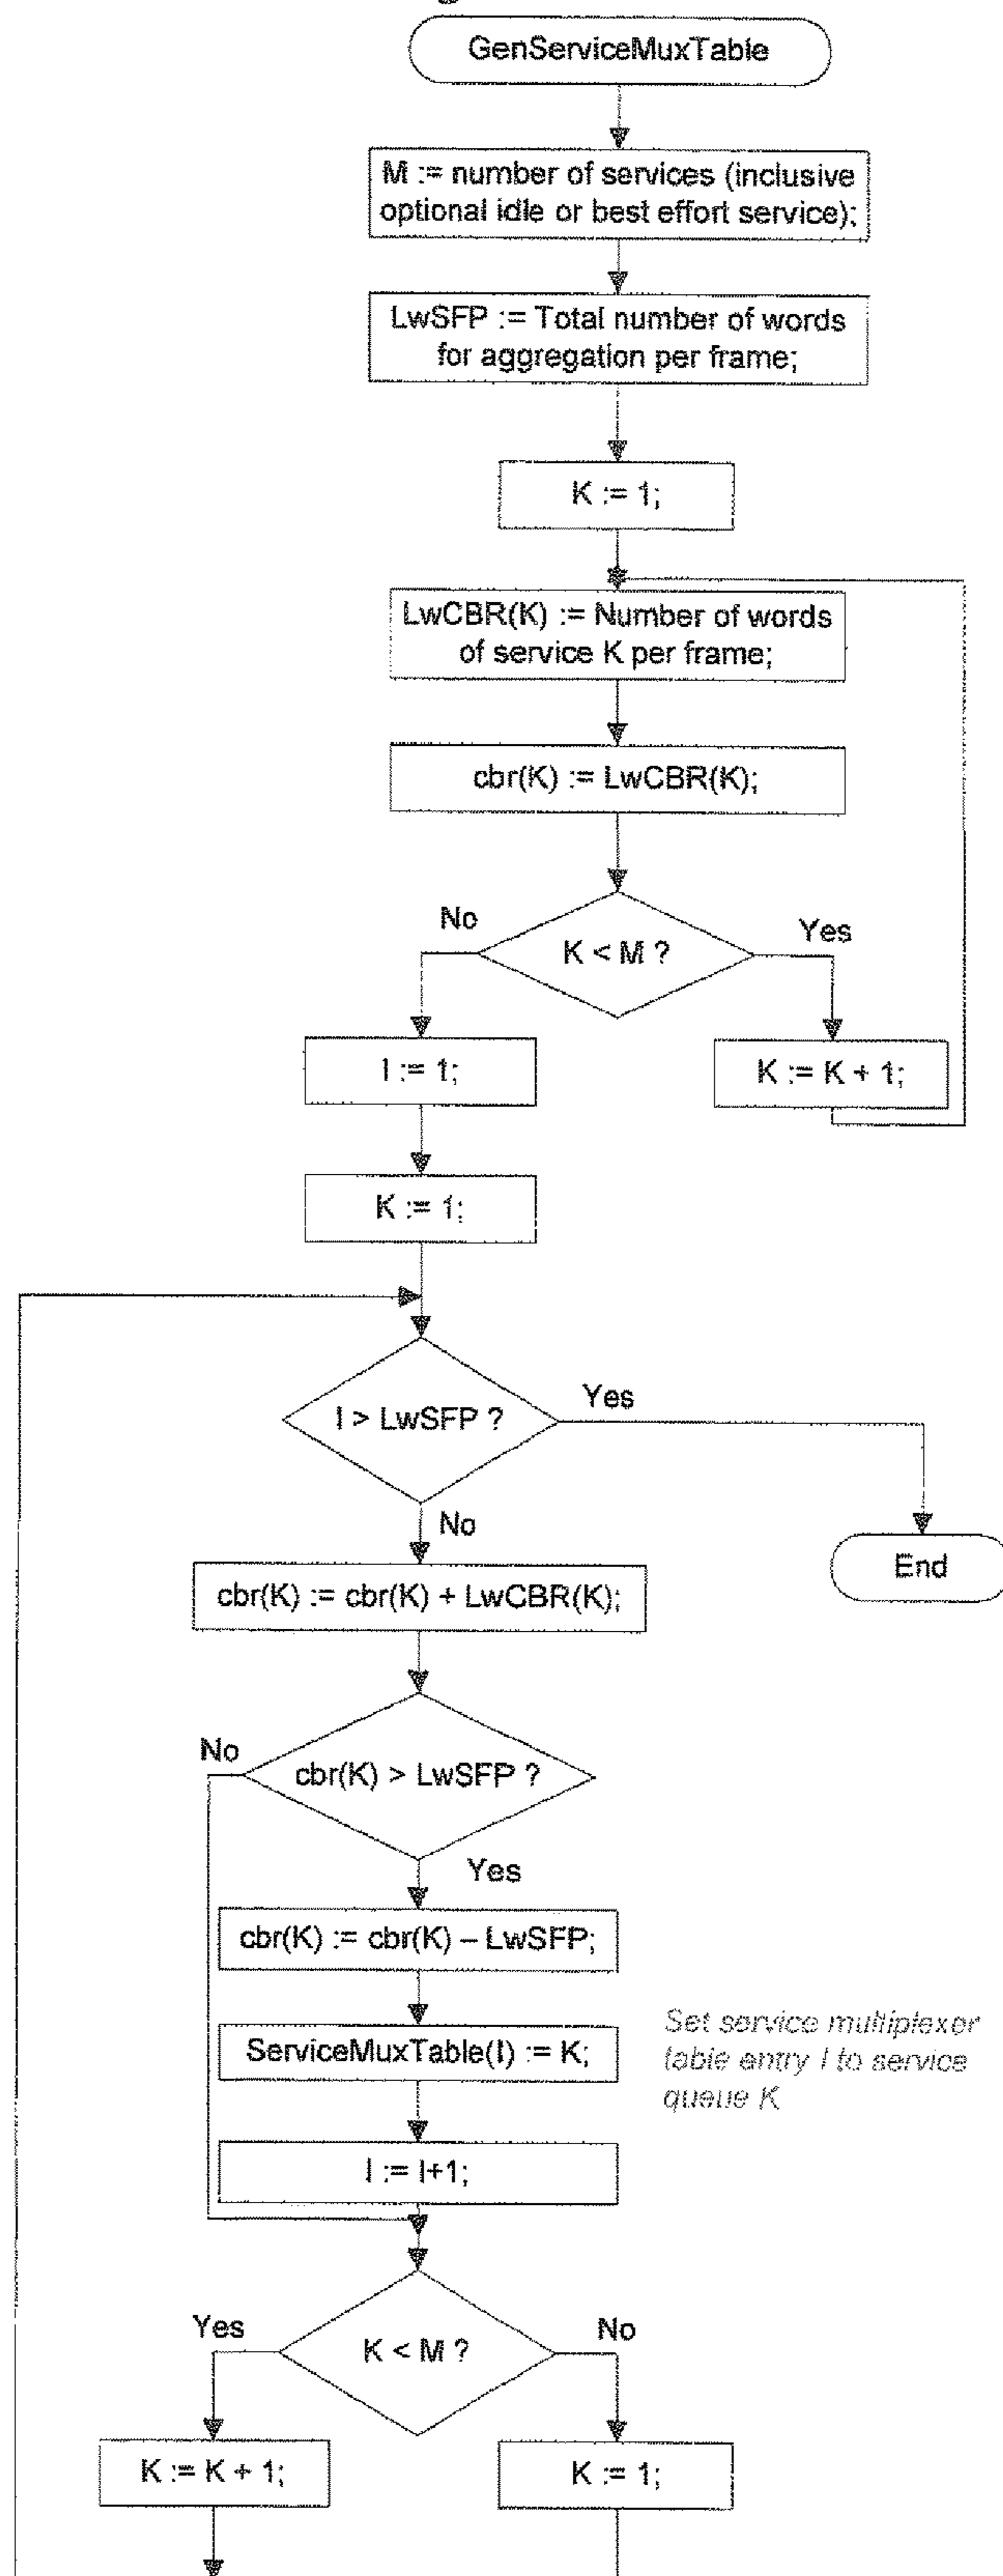 GenServiceMuxTable
M := number of services (inclusive
optional idle or best effort service);
LwSFP := Total number of words
for aggregation per frame;
K := 1;
LwCBR(K) := Number of words
of service K per frame;
cbr(K) := LwCBR(K);
No
K < M ?
Yes
I := 1;
K := K + 1;
K := 1;
I > LwSFP ?
Yes
No
End
cbr(K) := cbr(K) + LwCBR(K);
No
cbr(K) > LwSFP ?
Yes
cbr(K) := cbr(K) – LwSFP;
ServiceMuxTable(I) := K;
Set service multiplexer
table entry I to service
queue K
I := I+1;
Yes
K < M ?
No
K := K + 1;
K := 1;